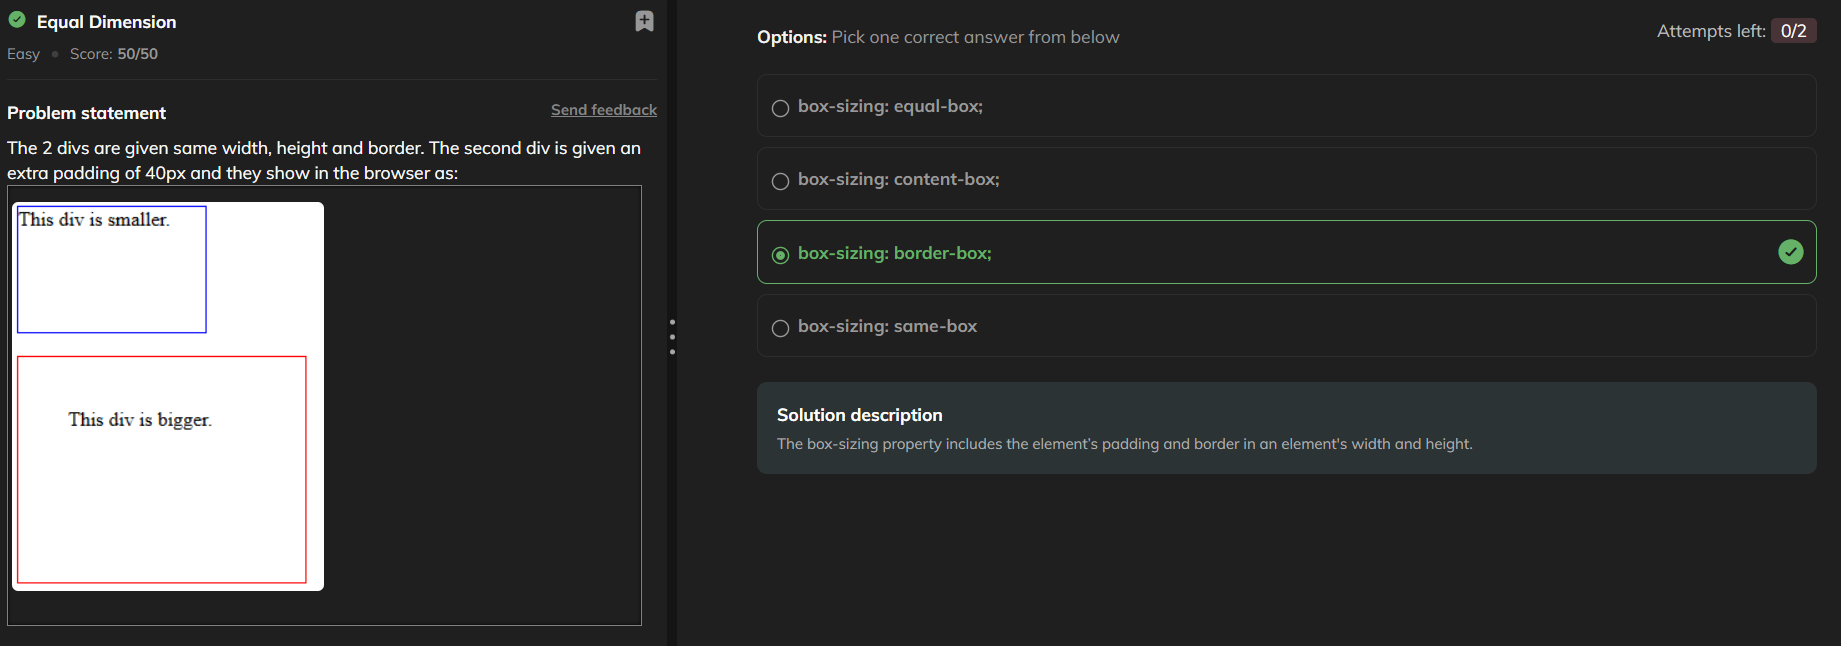 Equal Dimension
Easy • Score: 50/50
Problem statement
Send feedback
The 2 divs are given same width, height and border. The second div is given an
extra padding of 40px and they show in the browser as:
This div is smaller.
This div is bigger.
Options: Pick one correct answer from below
Attempts left: 0/2
box-sizing: equal-box;
box-sizing: content-box;
box-sizing: border-box;
box-sizing: same-box
Solution description
The box-sizing property includes the element’s padding and border in an element's width and height.